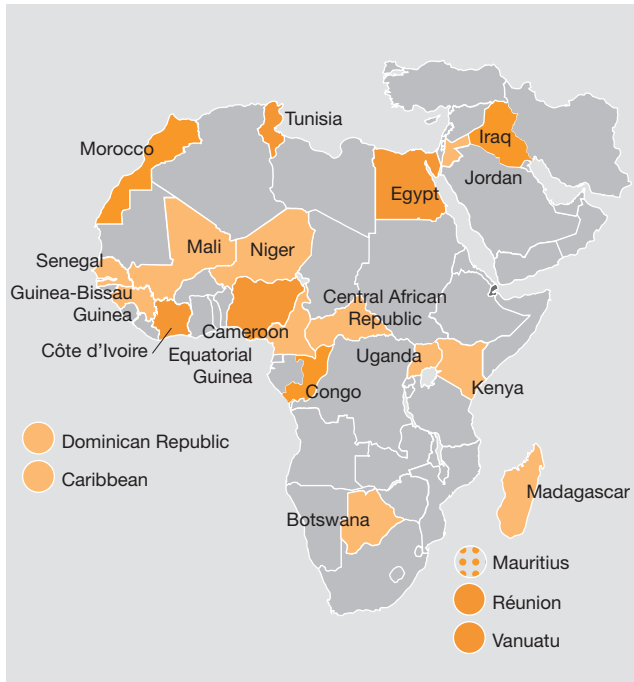 Tunisia
Morocco
Iraq
Jordan
Egypt
Mali
Niger
Senegal
Guinea-Bissau
Guinea
Central African
Republic
Cameroon
Côte d'Ivoire
Equatorial
Guinea
Uganda
Kenya
Congo
Dominican Republic
Caribbean
Madagascar
Botswana
Mauritius
Réunion
Vanuatu